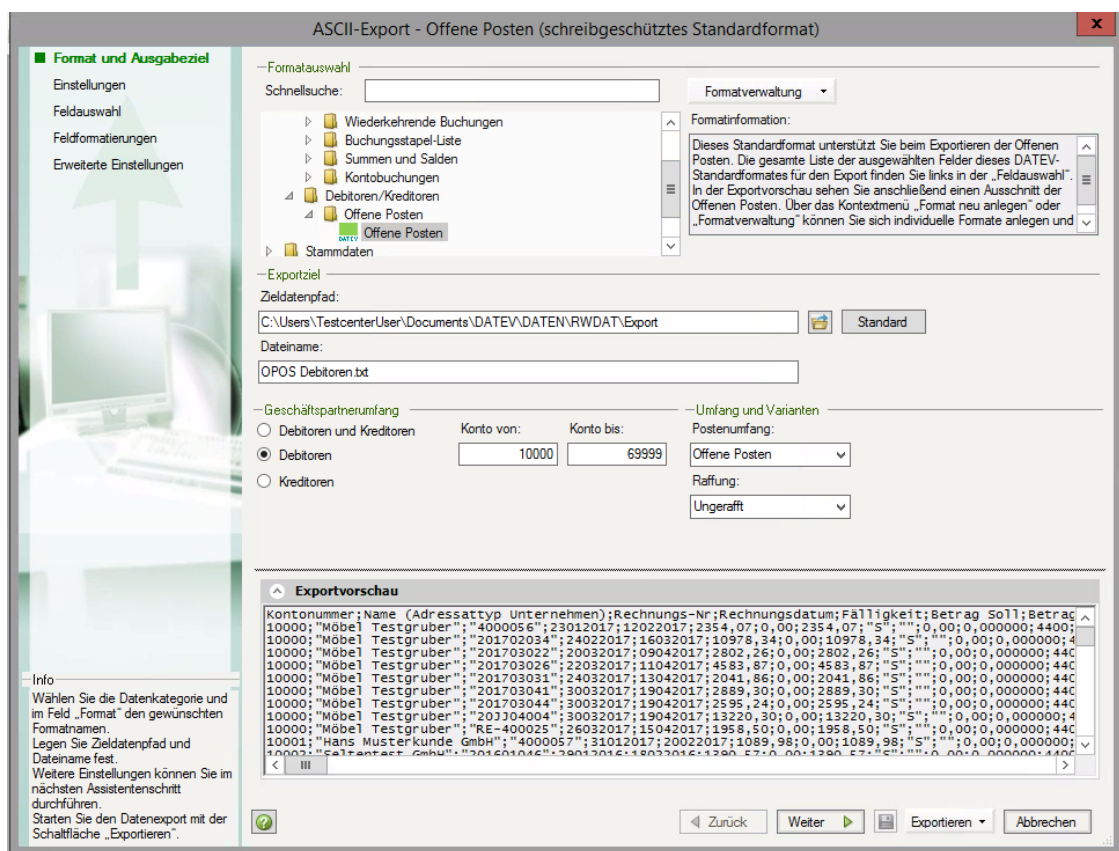 ASCII-Export - Offene Posten (schreibgeschütztes Standardformat)
x
Format und Ausgabeziel
Einstellungen
Feldauswahl
Feldformatierungen
Erweiterte Einstellungen
Formatauswahl
Schnellsuche:
Formatverwaltung
Wiederkehrende Buchungen
Buchungsstapel-Liste
Summen und Salden
Kontobuchungen
Debitoren/Kreditoren
Offene Posten
DATEV Offene Posten
Stammdaten
Formatinformation:
Dieses Standardformat unterstützt Sie beim Exportieren der Offenen
Posten. Die gesamte Liste der ausgewählten Felder dieses DATEV-
Standardformates für den Export finden Sie links in der „Feldauswahl".
In der Exportvorschau sehen Sie anschließend einen Ausschnitt der
Offenen Posten. Über das Kontextmenü „Format neu anlegen" oder
„Formatverwaltung" können Sie sich individuelle Formate anlegen und
Exportziel
Zieldatenpfad:
C:\Users\TestcenterUser\Documents\DATEV\DATEN\RWDAT\Export
Standard
Dateiname:
OPOS Debitoren.txt
Geschäftspartnerumfang
Debitoren und Kreditoren
Debitoren
Kreditoren
Konto von:
Konto bis:
10000
69999
Umfang und Varianten
Postenumfang:
Offene Posten
Raffung:
Ungerafft
Exportvorschau
Kontonummer;Name (Adressattyp Unternehmen);Rechnungs-Nr;Rechnungsdatum;Fälligkeit;Betrag Soll;Betrag
10000;"Möbel Testgruber";"4000056";23012017;12022017;2354,07;0,00;2354,07;"S";"";0,00;0,000000;4400;
10000;"Möbel Testgruber";"201702034";24022017;16032017;10978,34;0,00;10978,34;"S";"";0,00;0,000000;4
10000;"Möbel Testgruber";"201703022";20032017;09042017;2802,26;0,00;2802,26;"S";"";0,00;0,000000;440
10000;"Möbel Testgruber";"201703026";22032017;11042017;4583,87;0,00;4583,87;"S";"";0,00;0,000000;440
10000;"Möbel Testgruber";"201703031";24032017;13042017;2041,86;0,00;2041,86;"S";"";0,00;0,000000;440
10000;"Möbel Testgruber";"201703041";30032017;19042017;2889,30;0,00;2889,30;"S";"";0,00;0,000000;440
10000;"Möbel Testgruber";"201703044";30032017;19042017;2595,24;0,00;2595,24;"S";"";0,00;0,000000;440
10000;"Möbel Testgruber";"20JJ04004";30032017;19042017;13220,30;0,00;13220,30;"S";"";0,00;0,000000;4
10000;"Möbel Testgruber";"RE-400025";26032017;15042017;1958,50;0,00;1958,50;"S";"";0,00;0,000000;440
10001;"Hans Musterkunde GmbH";"4000057";31012017;20022017;1089,98;0,00;1089,98;"S";"";0,00;0,000000;
Info
Wählen Sie die Datenkategorie und
im Feld „Format" den gewünschten
Formatnamen.
Legen Sie Zieldatenpfad und
Dateiname fest.
Weitere Einstellungen können Sie im
nächsten Assistentenschritt
durchführen.
Starten Sie den Datenexport mit der
Schaltfläche „Exportieren".
Zurück
Weiter
Exportieren
Abbrechen